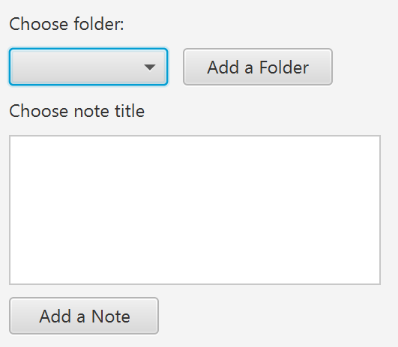 Choose folder:
Add a Folder
Choose note title
Add a Note